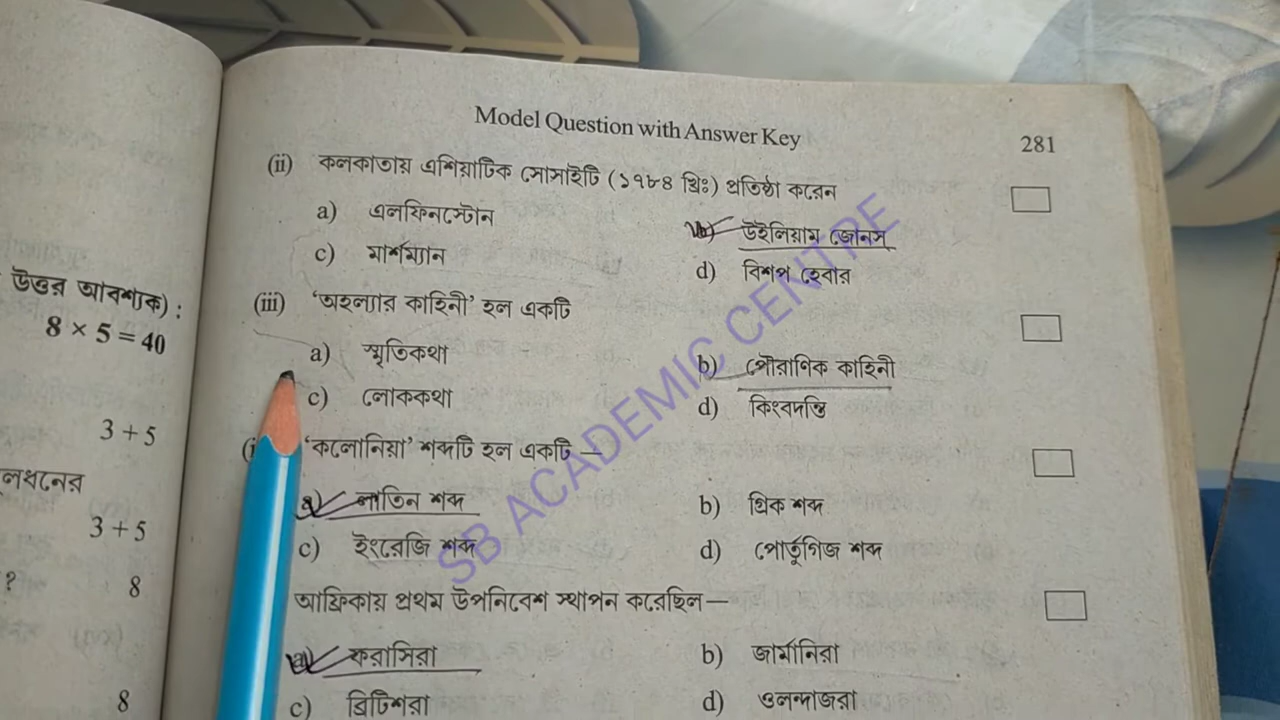 Model Question with Answer Key
281
(ii) কলকাতায় এশিয়াটিক সোসাইটি (১৭৮৪ খ্রিঃ) প্রতিষ্ঠা করেন
a) এলফিনস্টোন
b) উইলিয়াম জোনস্
c) মার্শম্যান
d) বিশপ হেবার
(iii) ‘অহল্যার কাহিনী’ হল একটি
a) স্মৃতিকথা
b) পৌরাণিক কাহিনী
c) লোককথা
d) কিংবদন্তি
‘কলোনিয়া’ শব্দটি হল একটি —
a) লাতিন শব্দ
b) গ্রিক শব্দ
c) ইংরেজি শব্দ
d) পোর্তুগিজ শব্দ
আফ্রিকায় প্রথম উপনিবেশ স্থাপন করেছিল —
a) ফরাসিরা
b) জার্মানিরা
c) ব্রিটিশরা
d) ওলন্দাজরা
উত্তর আবশ্যক) :
8 × 5 = 40
3 + 5
লধনের
3 + 5
? 8
8
SB ACADEMIC CENTRE